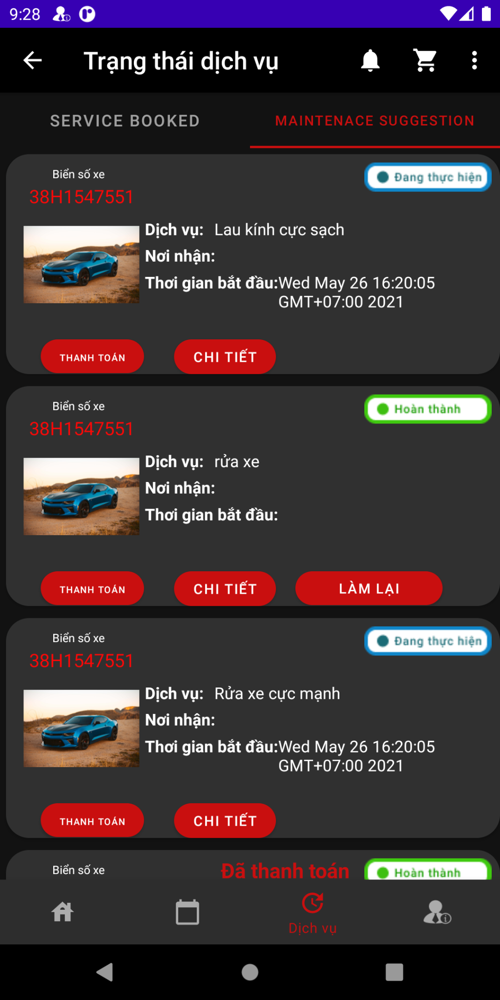 9:28
Trạng thái dịch vụ
SERVICE BOOKED
MAINTENACE SUGGESTION
Biển số xe
Đang thực hiện
38H1547551
Dịch vụ: Lau kính cực sạch
Nơi nhận:
Thơi gian bắt đầu:Wed May 26 16:20:05
GMT+07:00 2021
THANH TOÁN
CHI TIẾT
Biển số xe
Hoàn thành
38H1547551
Dịch vụ: rửa xe
Nơi nhận:
Thơi gian bắt đầu:
THANH TOÁN
CHI TIẾT
LÀM LẠI
Biển số xe
Đang thực hiện
38H1547551
Dịch vụ: Rửa xe cực mạnh
Nơi nhận:
Thơi gian bắt đầu:Wed May 26 16:20:05
GMT+07:00 2021
THANH TOÁN
CHI TIẾT
Biển số xe
Đã thanh toán
Hoàn thành
Dịch vụ